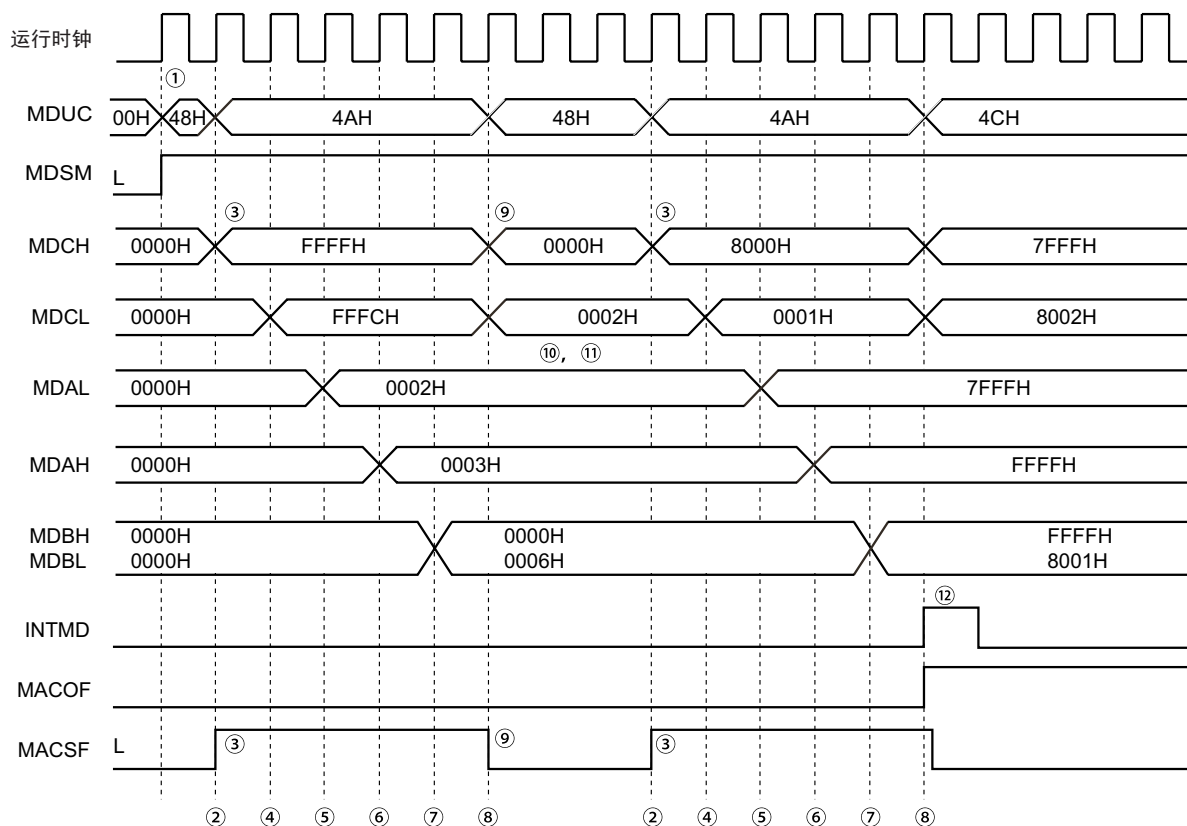 运行时钟
①
MDUC 00H 48H 4AH 48H 4AH 4CH
MDSM L
③ ⑨ ③
MDCH 0000H FFFFH 0000H 8000H 7FFFH
MDCL 0000H FFFCH 0002H 0001H 8002H
⑩, ⑪
MDAL 0000H 0002H 7FFFH
MDAH 0000H 0003H FFFFH
MDBH 0000H 0000H FFFFH
MDBL 0000H 0006H 8001H
⑫
INTMD
MACOF
MACSF L ③ ⑨ ③
② ④ ⑤ ⑥ ⑦ ⑧ ② ④ ⑤ ⑥ ⑦ ⑧